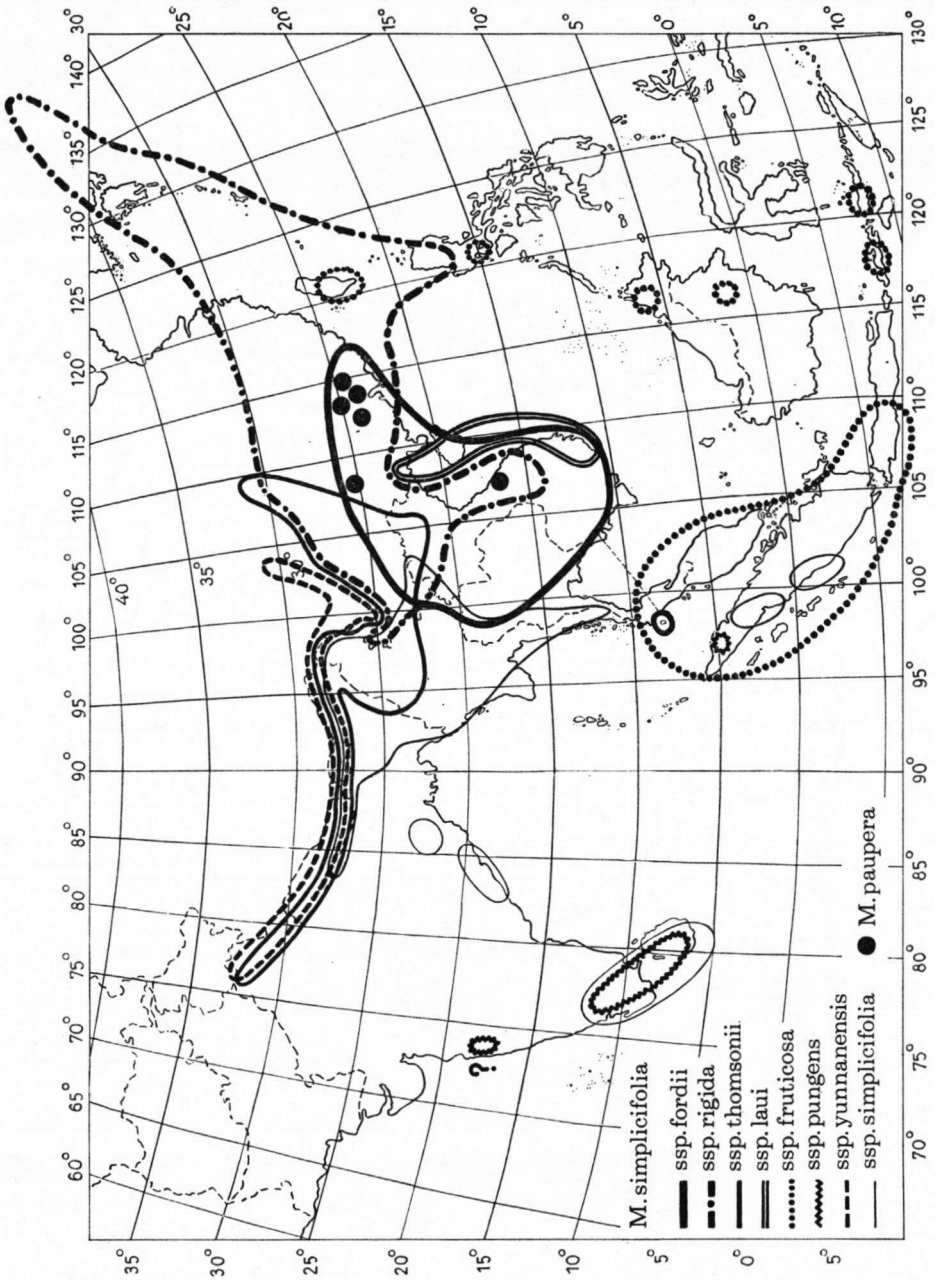 60° 65° 70° 75° 80° 85° 90° 95° 100° 105° 110° 115° 120° 125° 130° 135° 140° 30°
40°
35°
35°
30°
25°
20°
15°
10°
5°
0°
5°
25°
20°
15°
10°
5°
0°
5°
10°
?
M. simplicifolia
ssp. fordii
ssp. rigida
ssp. thomsonii
ssp. laui
ssp. fruticosa
ssp. pungens
ssp. yunnanensis
ssp. simplicifolia
M. paupera
70° 75° 80° 85° 90° 95° 100° 105° 110° 115° 120° 125° 130°